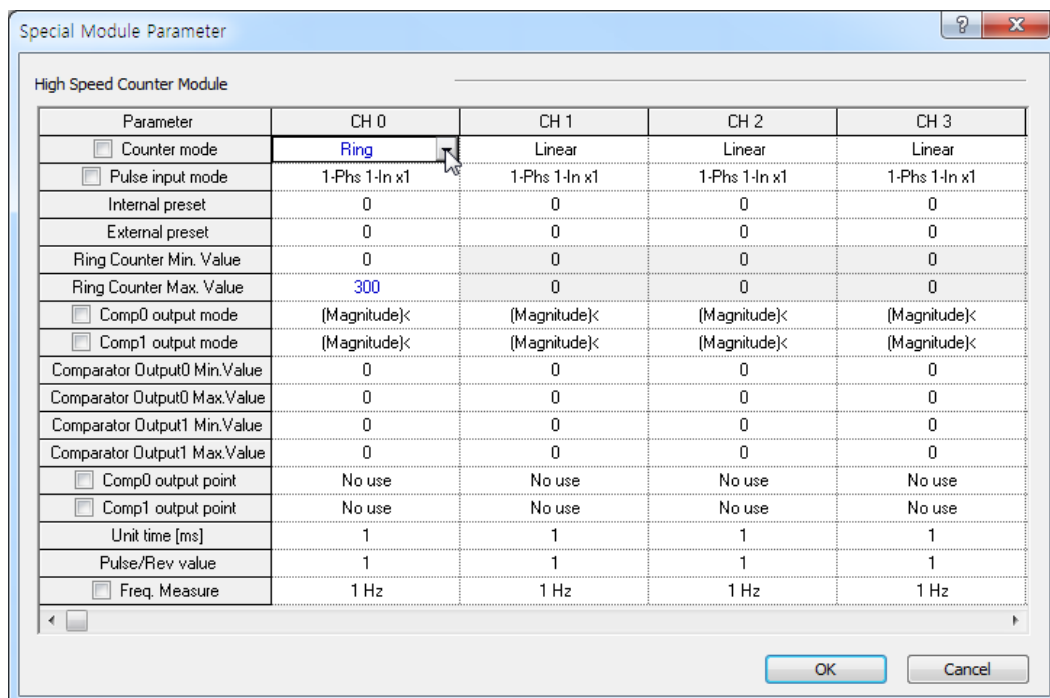 Special Module Parameter
High Speed Counter Module
Parameter CH 0 CH 1 CH 2 CH 3
Counter mode Ring Linear Linear Linear
Pulse input mode 1-Phs 1-In x1 1-Phs 1-In x1 1-Phs 1-In x1 1-Phs 1-In x1
Internal preset 0 0 0 0
External preset 0 0 0 0
Ring Counter Min. Value 0 0 0 0
Ring Counter Max. Value 300 0 0 0
Comp0 output mode (Magnitude)< (Magnitude)< (Magnitude)< (Magnitude)<
Comp1 output mode (Magnitude)< (Magnitude)< (Magnitude)< (Magnitude)<
Comparator Output0 Min.Value 0 0 0 0
Comparator Output0 Max.Value 0 0 0 0
Comparator Output1 Min.Value 0 0 0 0
Comparator Output1 Max.Value 0 0 0 0
Comp0 output point No use No use No use No use
Comp1 output point No use No use No use No use
Unit time [ms] 1 1 1 1
Pulse/Rev value 1 1 1 1
Freq. Measure 1 Hz 1 Hz 1 Hz 1 Hz
OK Cancel